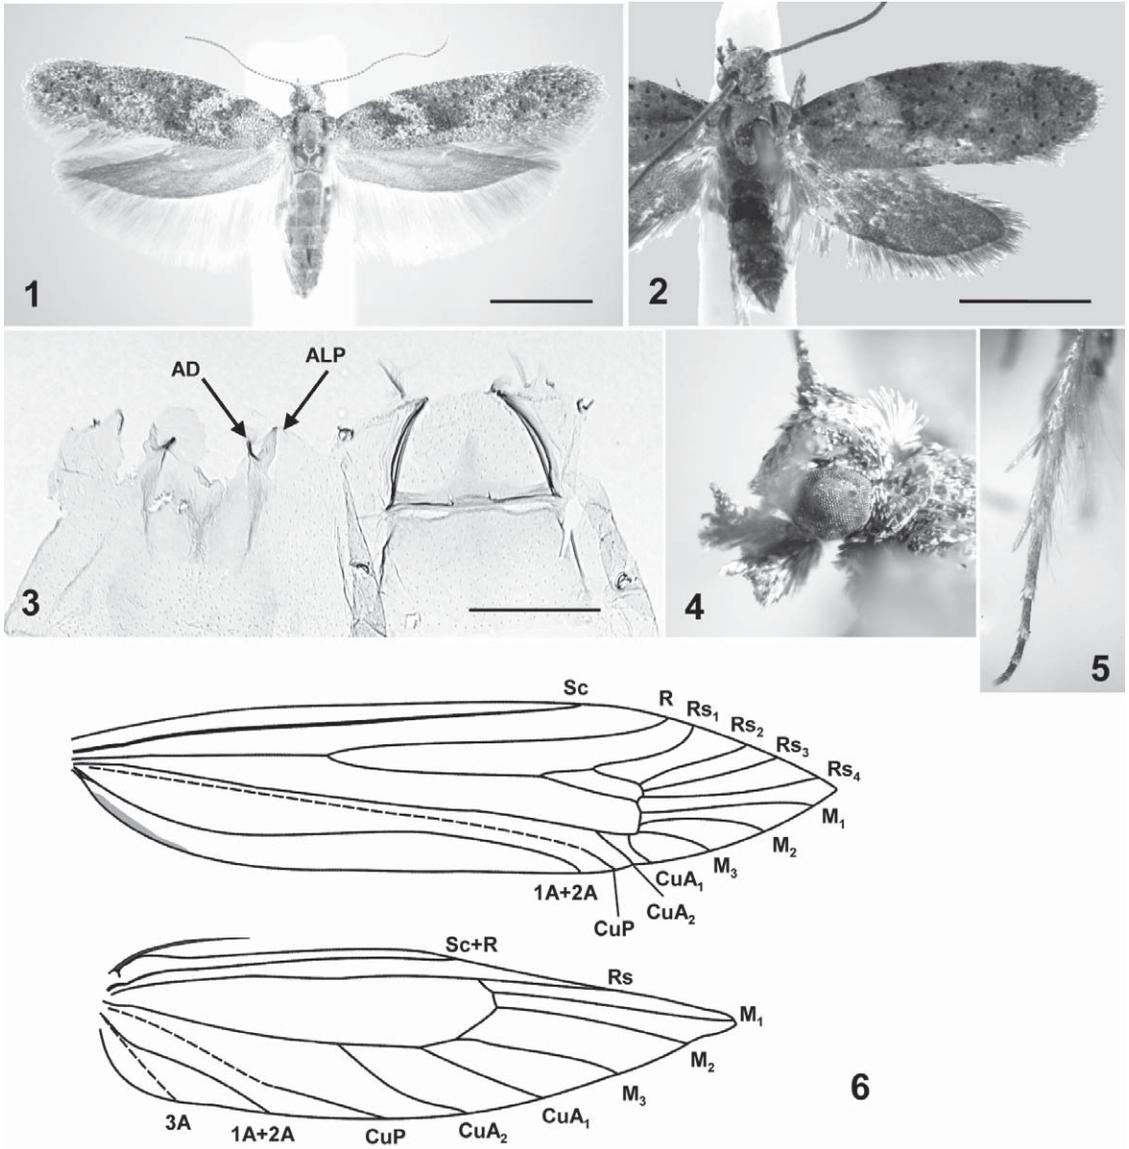 1
2
AD
ALP
3
4
5
Sc
R
Rs₁
Rs₂
Rs₃
Rs₄
M₁
M₂
M₃
CuA₁
1A+2A
CuA₂
CuP
Sc+R
Rs
M₁
M₂
6
M₃
CuA₁
3A
1A+2A
CuP
CuA₂